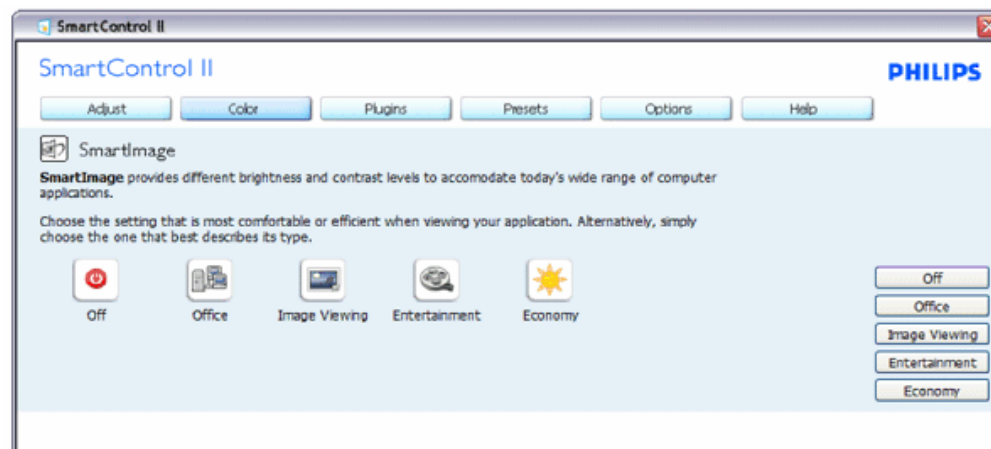 SmartControl II
SmartControl II
PHILIPS
Adjust Color Plugins Presets Options Help
SmartImage
SmartImage provides different brightness and contrast levels to accomodate today's wide range of computer
applications.
Choose the setting that is most comfortable or efficient when viewing your application. Alternatively, simply
choose the one that best describes its type.
Off Office Image Viewing Entertainment Economy
Off
Office
Image Viewing
Entertainment
Economy